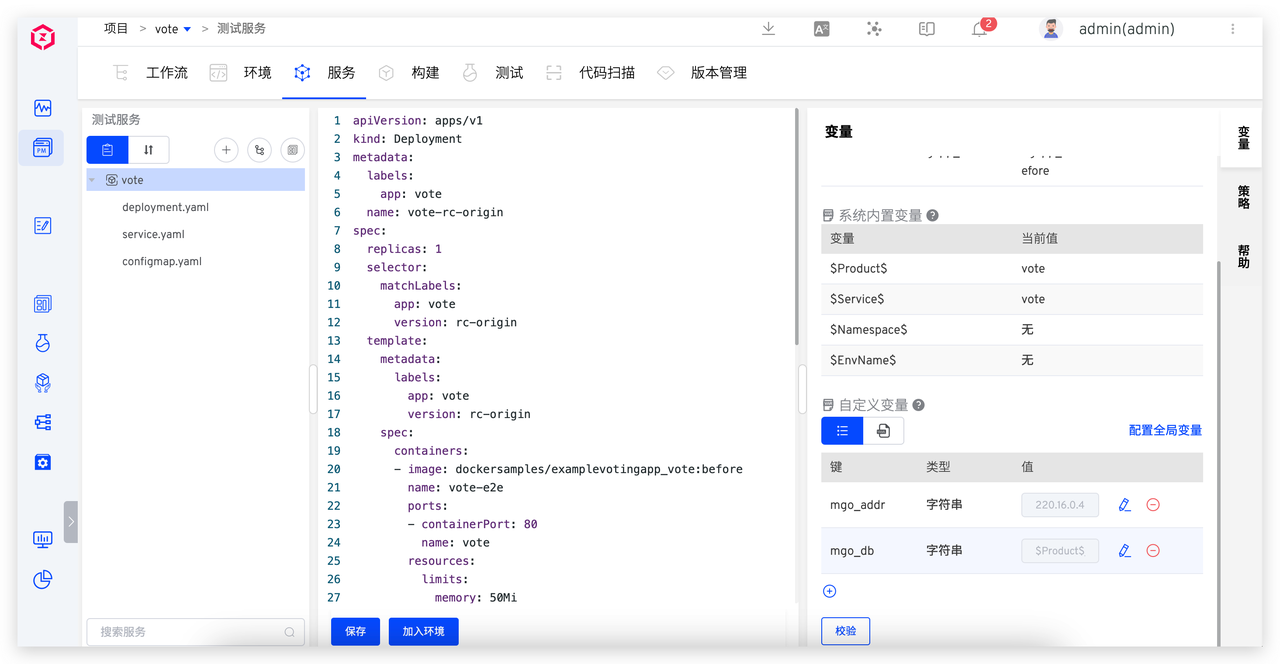 项目 > vote > 测试服务
2
admin(admin)
工作流 环境 服务 构建 测试 代码扫描 版本管理
PM
测试服务
vote
deployment.yaml
service.yaml
configmap.yaml
搜索服务
1 apiVersion: apps/v1
2 kind: Deployment
3 metadata:
4 labels:
5 app: vote
6 name: vote-rc-origin
7 spec:
8 replicas: 1
9 selector:
10 matchLabels:
11 app: vote
12 version: rc-origin
13 template:
14 metadata:
15 labels:
16 app: vote
17 version: rc-origin
18 spec:
19 containers:
20 - image: dockersamples/examplevotingapp_vote:before
21 name: vote-e2e
22 ports:
23 - containerPort: 80
24 name: vote
25 resources:
26 limits:
27 memory: 50Mi
保存 加入环境
变量
efore
系统内置变量
变量 当前值
$Product$ vote
$Service$ vote
$Namespace$ 无
$EnvName$ 无
自定义变量
配置全局变量
键 类型 值
mgo_addr 字符串 220.16.0.4
mgo_db 字符串 $Product$
校验
变量
策略
帮助